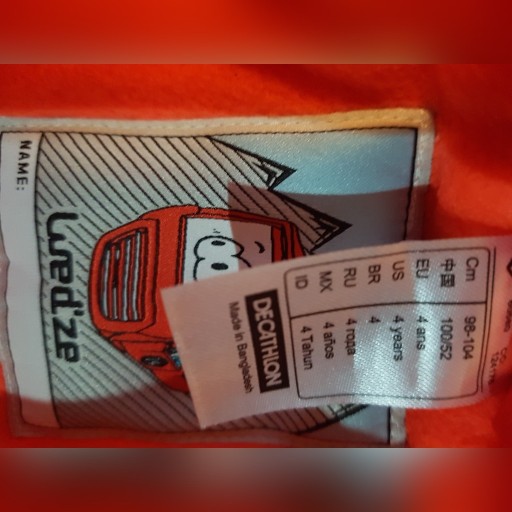 NAME:
wed'ze
Cm 98-104
中国 100/52
EU 4 ans
US 4 years
BR 4
RU 4 года
MX 4 años
ID 4 Tahun
DECATHLON
Made in Bangladesh